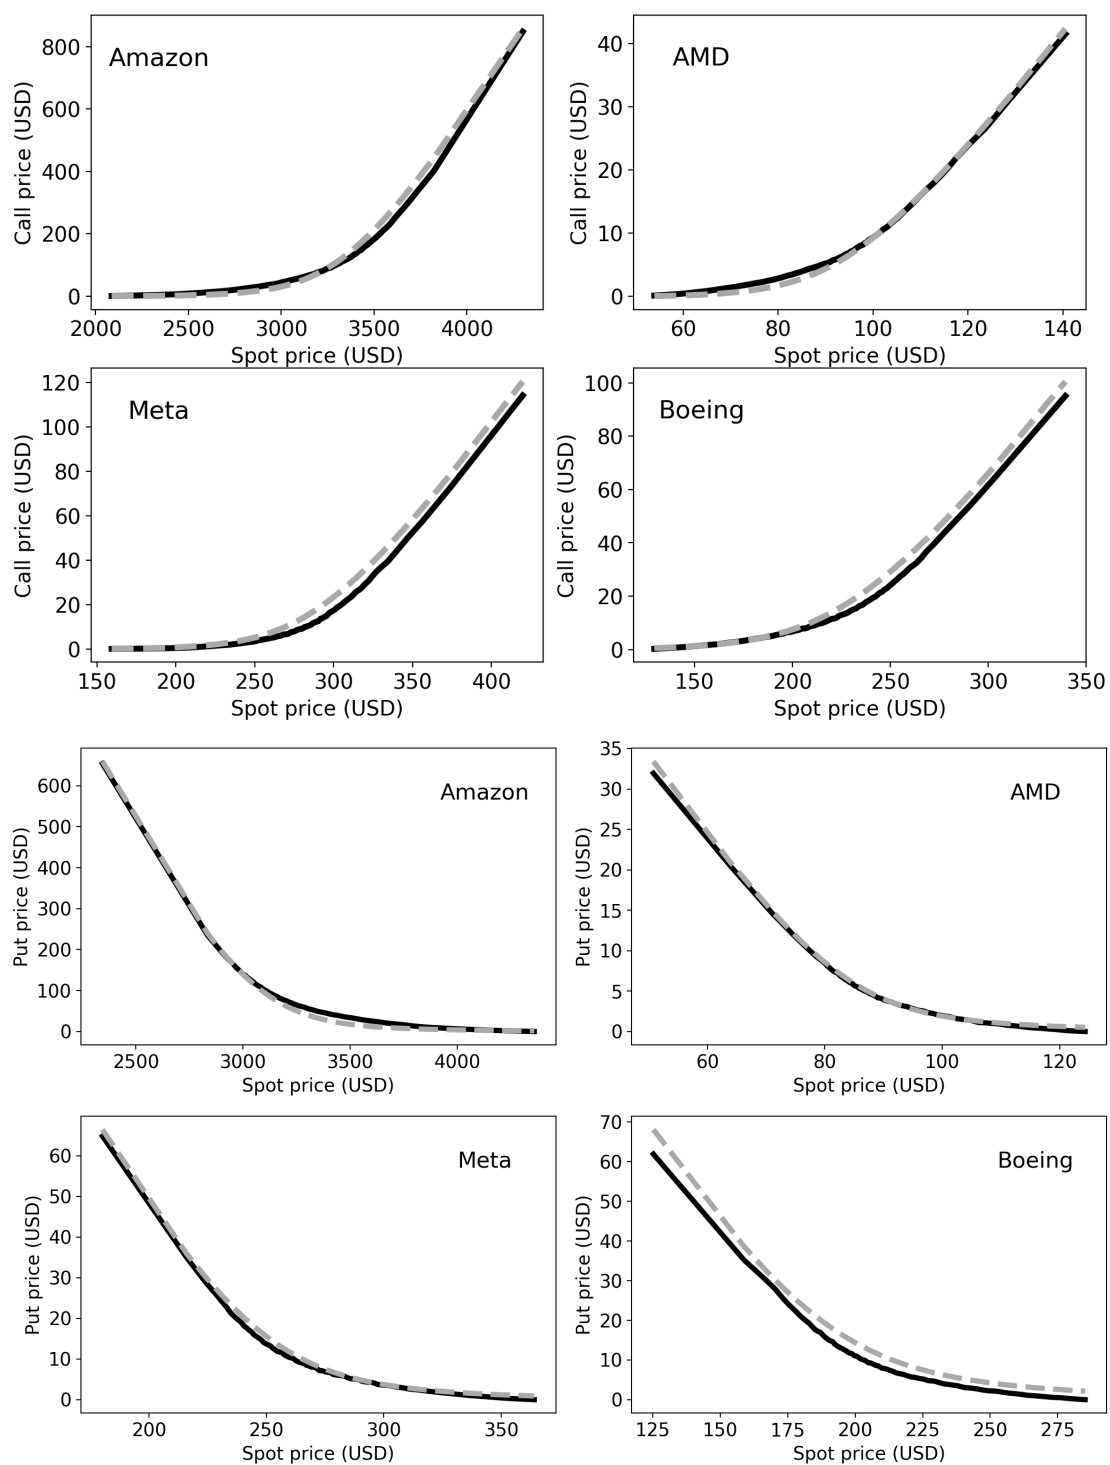 Amazon
Call price (USD)
800
600
400
200
0
2000 2500 3000 3500 4000
Spot price (USD)
AMD
Call price (USD)
40
30
20
10
0
60 80 100 120 140
Spot price (USD)
Meta
Call price (USD)
120
100
80
60
40
20
0
150 200 250 300 350 400
Spot price (USD)
Boeing
Call price (USD)
100
80
60
40
20
0
150 200 250 300 350
Spot price (USD)
Amazon
Put price (USD)
600
500
400
300
200
100
0
2500 3000 3500 4000
Spot price (USD)
AMD
Put price (USD)
35
30
25
20
15
10
5
0
60 80 100 120
Spot price (USD)
Meta
Put price (USD)
60
50
40
30
20
10
0
200 250 300 350
Spot price (USD)
Boeing
Put price (USD)
70
60
50
40
30
20
10
0
125 150 175 200 225 250 275
Spot price (USD)